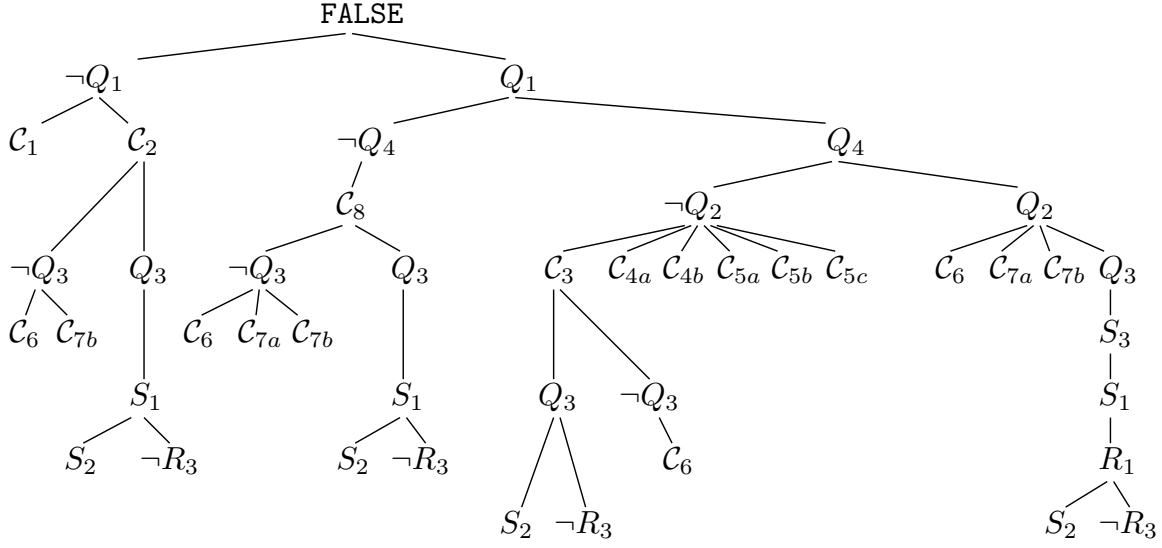 FALSE
¬Q₁ Q₁
𝒞₁ 𝒞₂ ¬Q₄ Q₄
𝒞₈ ¬Q₂ Q₂
¬Q₃ Q₃ ¬Q₃ Q₃ 𝒞₃ 𝒞₄ₐ 𝒞₄b 𝒞₅ₐ 𝒞₅b 𝒞₅c 𝒞₆ 𝒞₇ₐ 𝒞₇b Q₃
𝒞₆ 𝒞₇b 𝒞₆ 𝒞₇ₐ 𝒞₇b S₃
S₁ S₁ Q₃ ¬Q₃ S₁
S₂ ¬R₃ S₂ ¬R₃ 𝒞₆ R₁
S₂ ¬R₃ S₂ ¬R₃